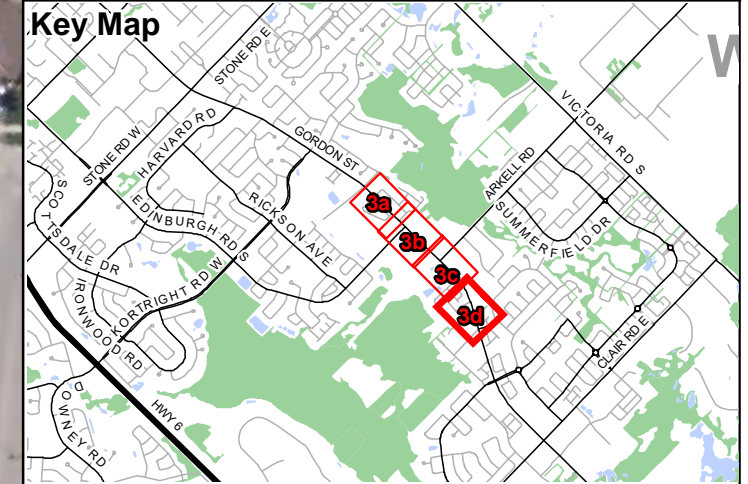 Key Map
W
STONE RD E
VICTORIA RD S
HARVARD RD
GORDON ST
STONE RD W
ARKELL RD
SCOTTSDALE DR
EDINBURGH RD S
RICKSON AVE
SUMMERFIELD DR
3a
3b
3c
3d
KORTRIGHT RD W
IRONWOOD RD
CLAIR RD E
DOWNEY RD
HWY 6